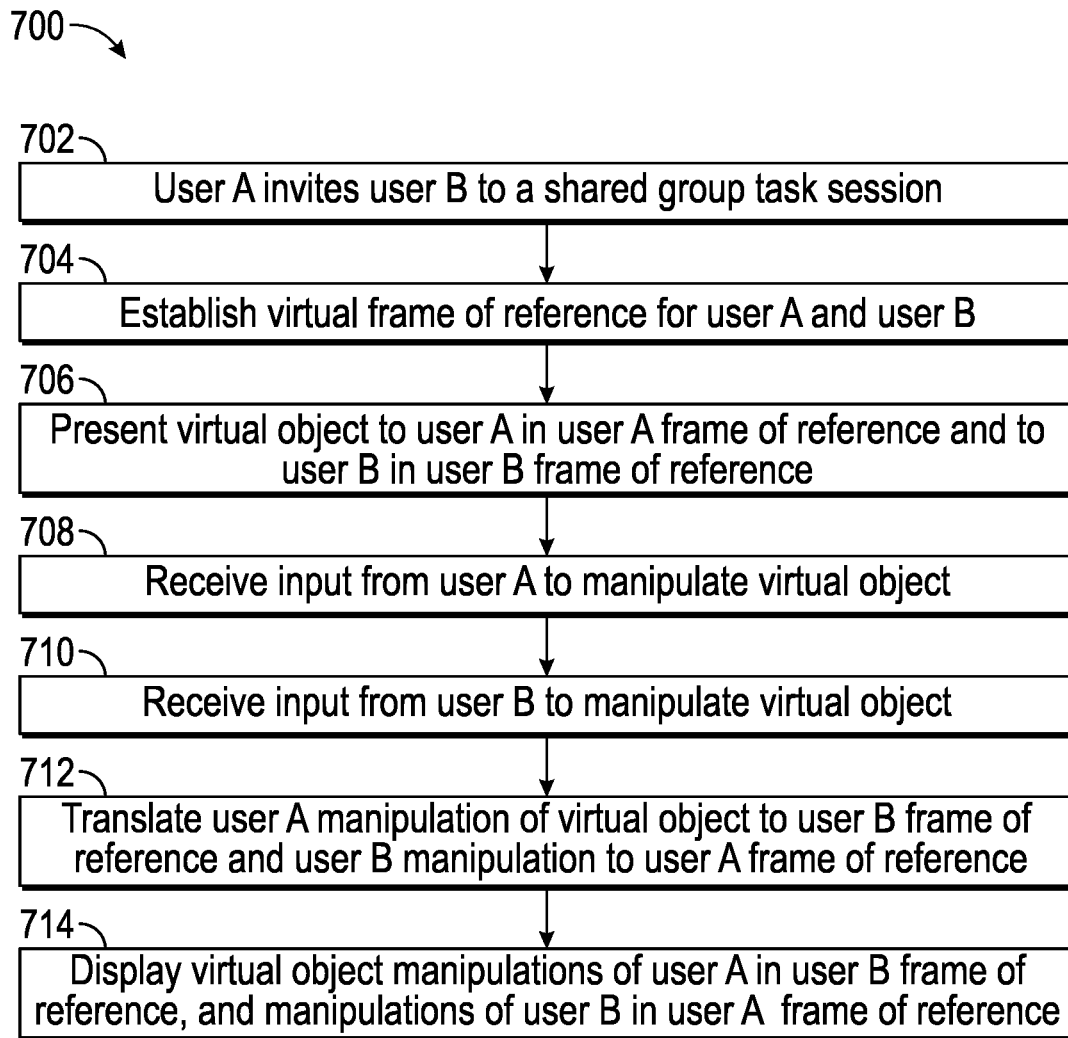 700
702
User A invites user B to a shared group task session
704
Establish virtual frame of reference for user A and user B
706
Present virtual object to user A in user A frame of reference and to
user B in user B frame of reference
708
Receive input from user A to manipulate virtual object
710
Receive input from user B to manipulate virtual object
712
Translate user A manipulation of virtual object to user B frame of
reference and user B manipulation to user A frame of reference
714
Display virtual object manipulations of user A in user B frame of
reference, and manipulations of user B in user A frame of reference